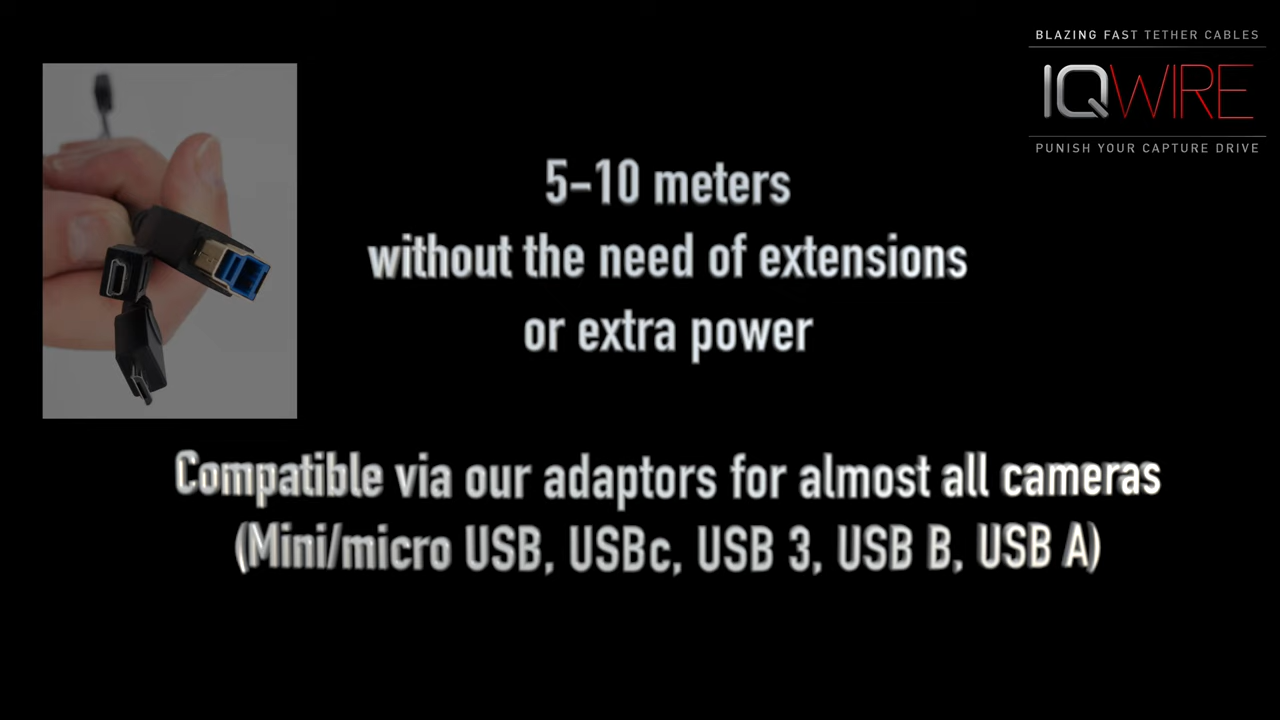 BLAZING FAST TETHER CABLES
IQWIRE
PUNISH YOUR CAPTURE DRIVE
5-10 meters
without the need of extensions
or extra power
Compatible via our adaptors for almost all cameras
(Mini/micro USB, USBc, USB 3, USB B, USB A)